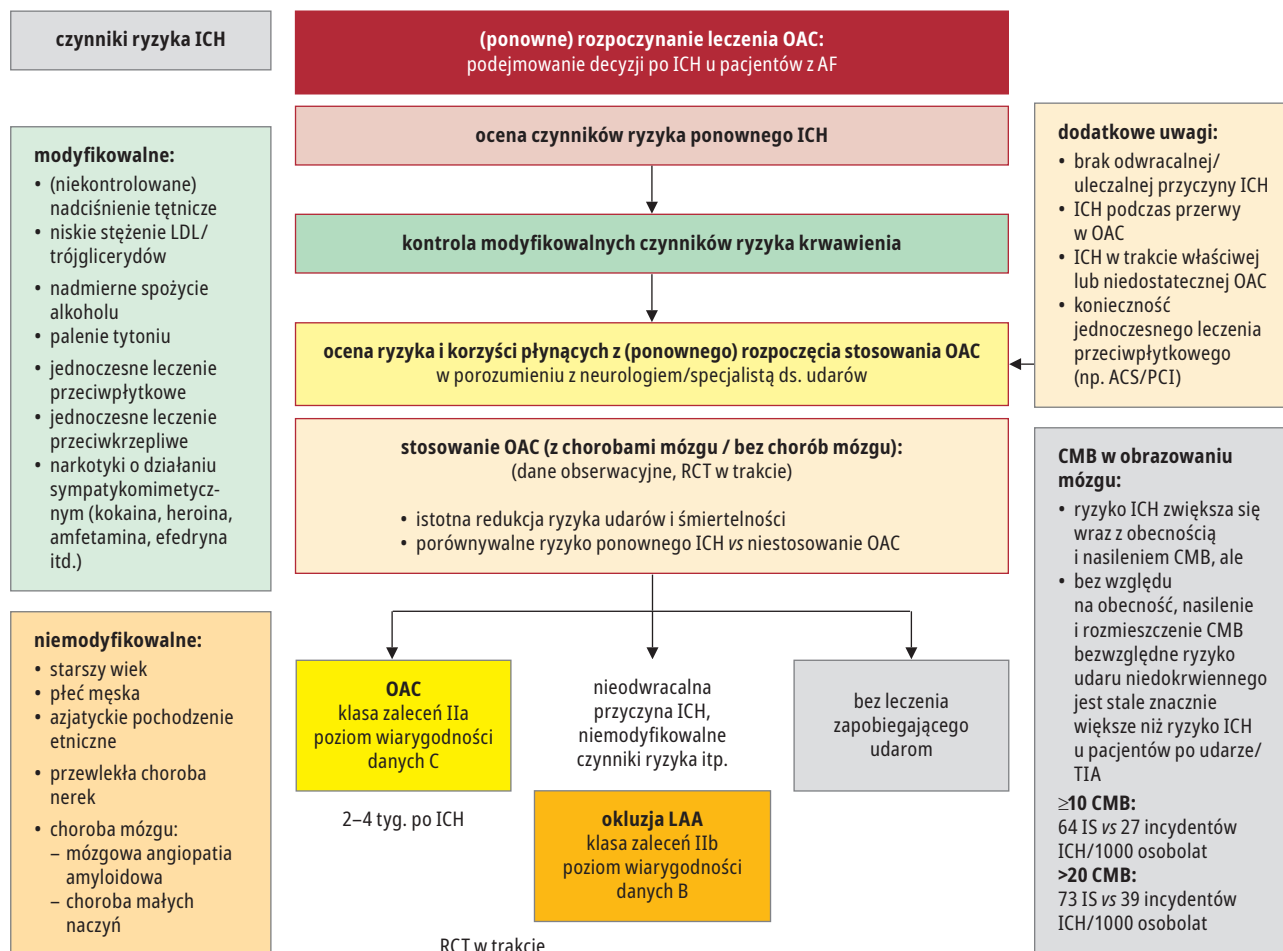 czynniki ryzyka ICH
(ponowne) rozpoczynanie leczenia OAC:
podejmowanie decyzji po ICH u pacjentów z AF
modyfikowalne:
• (niekontrolowane)
nadciśnienie tętnicze
• niskie stężenie LDL/
trójglicerydów
• nadmierne spożycie
alkoholu
• palenie tytoniu
• jednoczesne leczenie
przeciwpłytkowe
• jednoczesne leczenie
przeciwkrzepliwe
• narkotyki o działaniu
sympatykomimetycz-
nym (kokaina, heroina,
amfetamina, efedryna
itd.)
niemodyfikowalne:
• starszy wiek
• płeć męska
• azjatyckie pochodzenie
etniczne
• przewlekła choroba
nerek
• choroba mózgu:
– mózgowa angiopatia
amyloidowa
– choroba małych
naczyń
ocena czynników ryzyka ponownego ICH
kontrola modyfikowalnych czynników ryzyka krwawienia
ocena ryzyka i korzyści płynących z (ponownego) rozpoczęcia stosowania OAC
w porozumieniu z neurologiem/specjalistą ds. udarów
stosowanie OAC (z chorobami mózgu / bez chorób mózgu):
(dane obserwacyjne, RCT w trakcie)
• istotna redukcja ryzyka udarów i śmiertelności
• porównywalne ryzyko ponownego ICH vs niestosowanie OAC
OAC
klasa zaleceń IIa
poziom wiarygodności
danych C
2–4 tyg. po ICH
nieodwracalna
przyczyna ICH,
niemodyfikowalne
czynniki ryzyka itp.
okluzja LAA
klasa zaleceń IIb
poziom wiarygodności
danych B
bez leczenia
zapobiegającego
udarom
RCT w trakcie
dodatkowe uwagi:
• brak odwracalnej/
uleczalnej przyczyny ICH
• ICH podczas przerwy
w OAC
• ICH w trakcie właściwej
lub niedostatecznej OAC
• konieczność
jednoczesnego leczenia
przeciwpłytkowego
(np. ACS/PCI)
CMB w obrazowaniu
mózgu:
• ryzyko ICH zwiększa się
wraz z obecnością
i nasileniem CMB, ale
• bez względu
na obecność, nasilenie
i rozmieszczenie CMB
bezwzględne ryzyko
udaru niedokrwiennego
jest stale znacznie
większe niż ryzyko ICH
u pacjentów po udarze/
TIA
≥10 CMB:
64 IS vs 27 incydentów
ICH/1000 osobolat
>20 CMB:
73 IS vs 39 incydentów
ICH/1000 osobolat